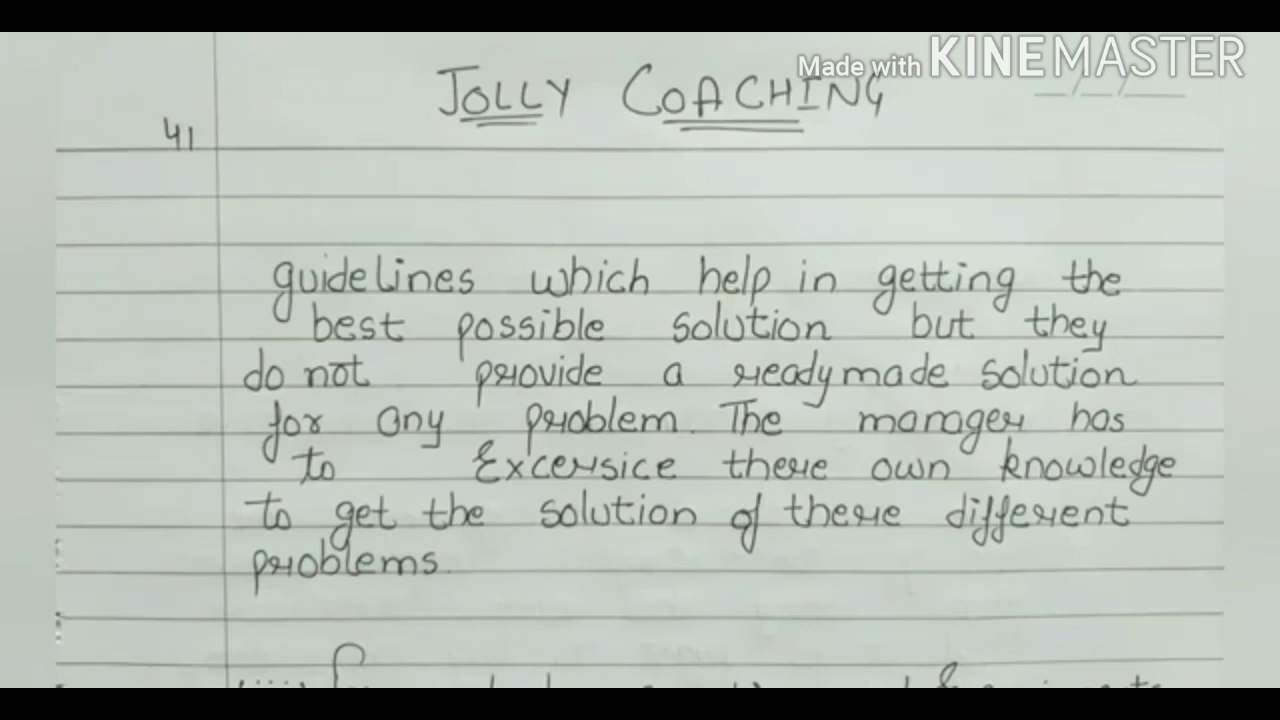 Made with KINEMASTER
JOLLY COACHING
41
guidelines which help in getting the
best possible solution but they
do not provide a readymade solution
for any problem. The manager has
to Excersice there own knowledge
to get the solution of there different
problems.